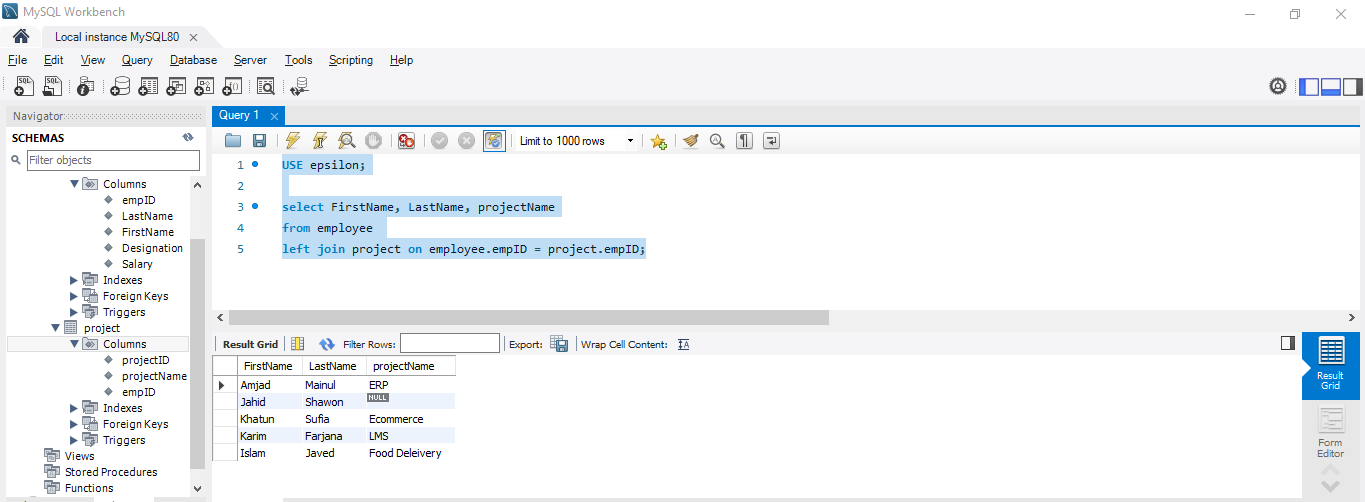 MySQL Workbench
Local instance MySQL80
File Edit View Query Database Server Tools Scripting Help
Navigator
SCHEMAS
Filter objects
Columns
empID
LastName
FirstName
Designation
Salary
Indexes
Foreign Keys
Triggers
project
Columns
projectID
projectName
empID
Indexes
Foreign Keys
Triggers
Views
Stored Procedures
Functions
Query 1
Limit to 1000 rows
1 USE epsilon;
2
3 select FirstName, LastName, projectName
4 from employee
5 left join project on employee.empID = project.empID;
Result Grid Filter Rows: Export: Wrap Cell Content:
FirstName LastName projectName
Amjad Mainul ERP
Jahid Shawon NULL
Khatun Sufia Ecommerce
Karim Farjana LMS
Islam Javed Food Deleivery
Result
Grid
Form
Editor